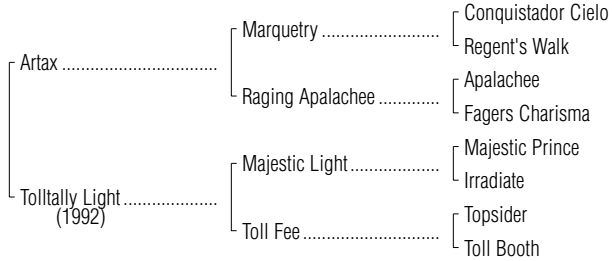 Conquistador Cielo
Marquetry ........................
Regent's Walk
Artax ................................
Apalachee
Raging Apalachee .............
Fagers Charisma
Majestic Prince
Majestic Light ...................
Irradiate
Tolltally Light ...................
(1992)
Topsider
Toll Fee ............................
Toll Booth